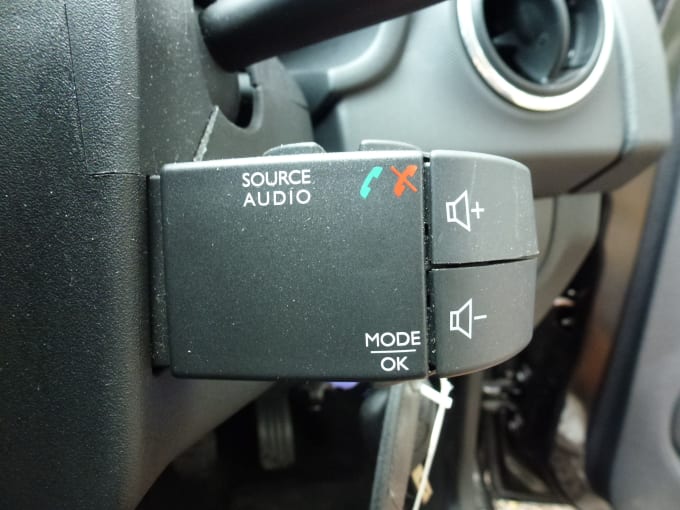 SOURCE
AUDIO
+
-
MODE
OK